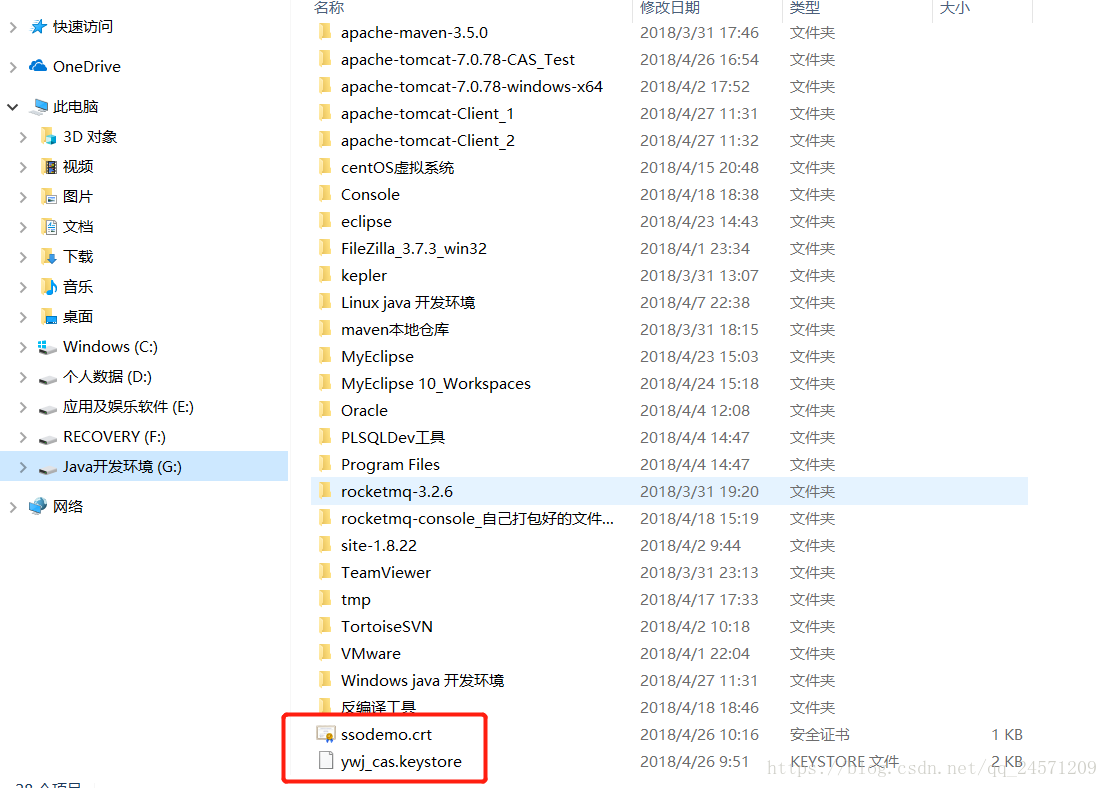 名称 修改日期 类型 大小
快速访问
OneDrive
此电脑
3D 对象
视频
图片
文档
下载
音乐
桌面
Windows (C:)
个人数据 (D:)
应用及娱乐软件 (E:)
RECOVERY (F:)
Java开发环境 (G:)
网络
apache-maven-3.5.0 2018/3/31 17:46 文件夹
apache-tomcat-7.0.78-CAS_Test 2018/4/26 16:54 文件夹
apache-tomcat-7.0.78-windows-x64 2018/4/2 17:52 文件夹
apache-tomcat-Client_1 2018/4/27 11:31 文件夹
apache-tomcat-Client_2 2018/4/27 11:32 文件夹
centOS虚拟系统 2018/4/15 20:48 文件夹
Console 2018/4/18 18:38 文件夹
eclipse 2018/4/23 14:43 文件夹
FileZilla_3.7.3_win32 2018/4/1 23:34 文件夹
kepler 2018/3/31 13:07 文件夹
Linux java 开发环境 2018/4/7 22:38 文件夹
maven本地仓库 2018/3/31 18:15 文件夹
MyEclipse 2018/4/23 15:03 文件夹
MyEclipse 10_Workspaces 2018/4/24 15:18 文件夹
Oracle 2018/4/4 12:08 文件夹
PLSQLDev工具 2018/4/4 14:47 文件夹
Program Files 2018/4/4 14:47 文件夹
rocketmq-3.2.6 2018/3/31 19:20 文件夹
rocketmq-console_自己打包好的文件... 2018/4/18 15:19 文件夹
site-1.8.22 2018/4/2 9:44 文件夹
TeamViewer 2018/3/31 23:13 文件夹
tmp 2018/4/17 17:33 文件夹
TortoiseSVN 2018/4/2 10:18 文件夹
VMware 2018/4/1 22:04 文件夹
Windows java 开发环境 2018/4/27 11:31 文件夹
反编译工具 2018/4/18 18:46 文件夹
ssodemo.crt 2018/4/26 10:16 安全证书 1 KB
ywj_cas.keystore 2018/4/26 9:51 KEYSTORE 文件 2 KB
https://blog.csdn.net/qq_24571209